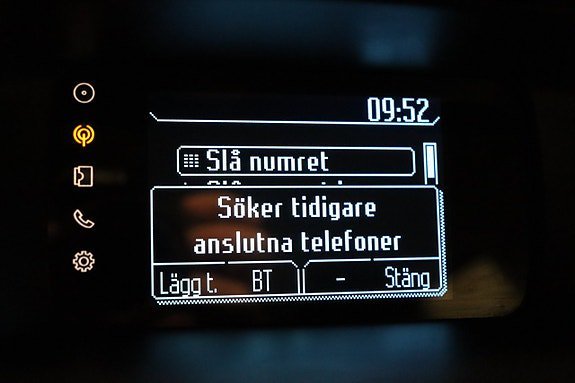 09:52
Slå numret
Söker tidigare
anslutna telefoner
Lägg t. BT - Stäng